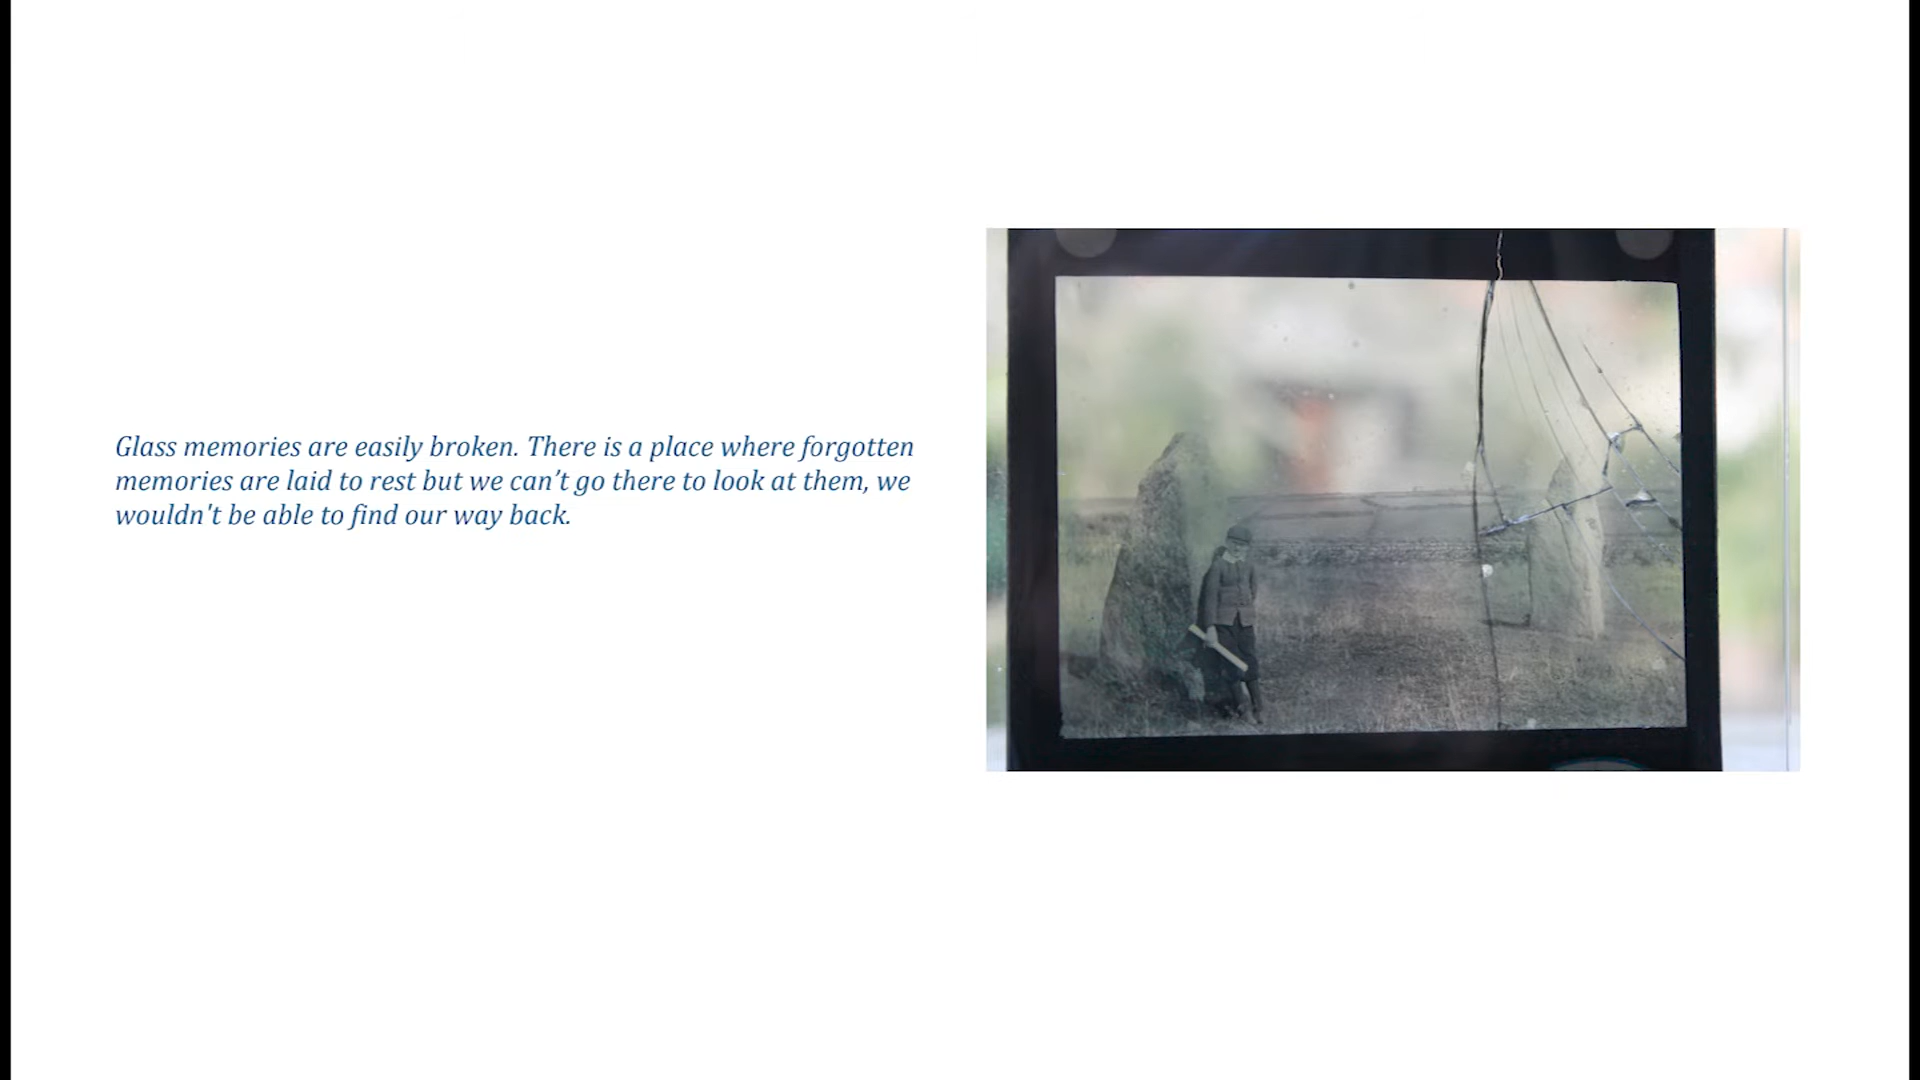 Glass memories are easily broken. There is a place where forgotten
memories are laid to rest but we can’t go there to look at them, we
wouldn't be able to find our way back.